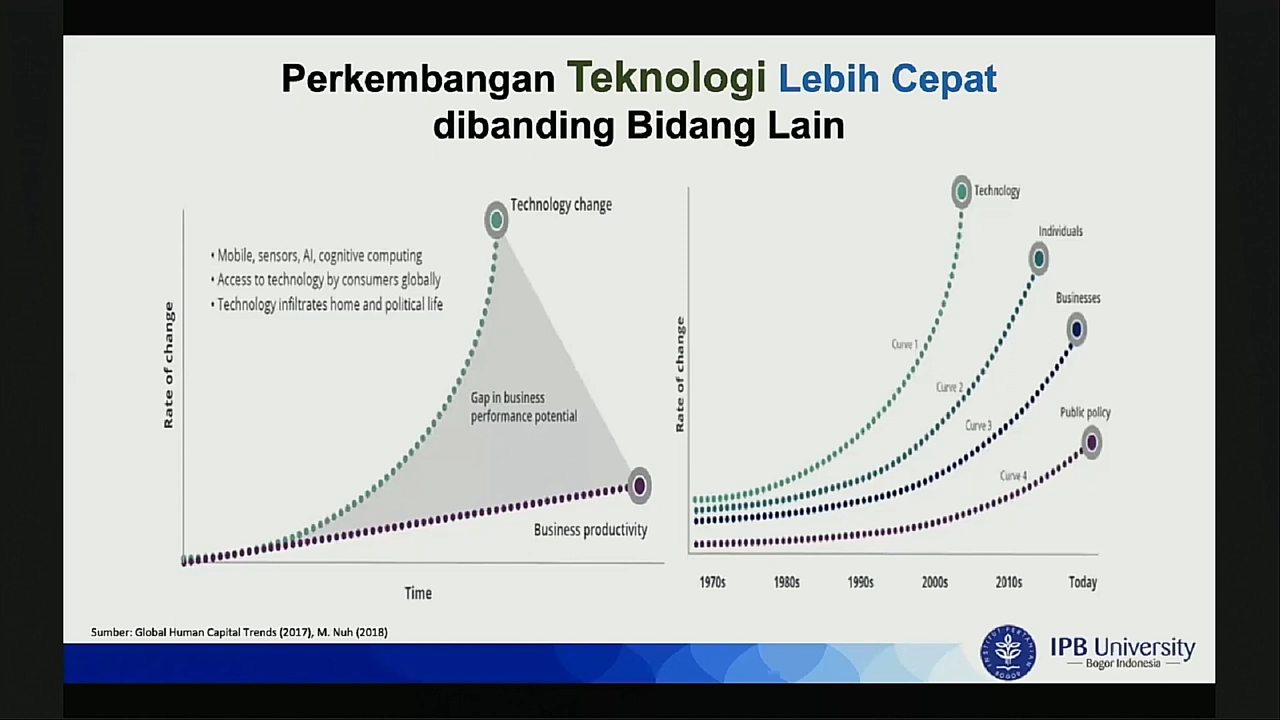 Perkembangan Teknologi Lebih Cepat
dibanding Bidang Lain
Technology change
• Mobile, sensors, AI, cognitive computing
• Access to technology by consumers globally
• Technology infiltrates home and political life
Rate of change
Gap in business
performance potential
Business productivity
Time
Technology
Individuals
Businesses
Public policy
Curve 1
Curve 2
Curve 3
Curve 4
Rate of change
1970s 1980s 1990s 2000s 2010s Today
Sumber: Global Human Capital Trends (2017), M. Nuh (2018)
INSTITUT PERTANIAN
BOGOR
IPB University
Bogor Indonesia